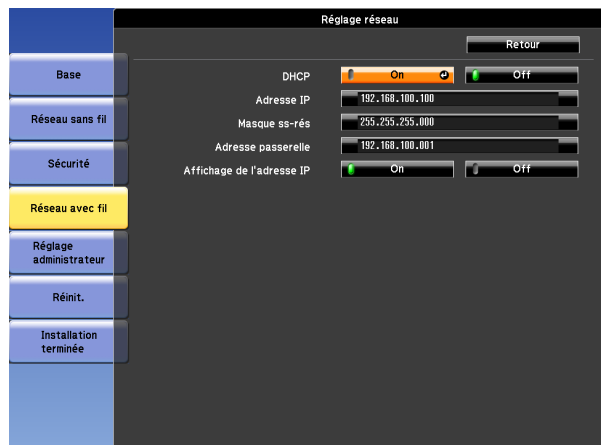 Réglage réseau
Retour
Base
Réseau sans fil
Sécurité
Réseau avec fil
Réglage
administrateur
Réinit.
Installation
terminée
DHCP On Off
Adresse IP 192.168.100.100
Masque ss-rés 255.255.255.000
Adresse passerelle 192.168.100.001
Affichage de l'adresse IP On Off